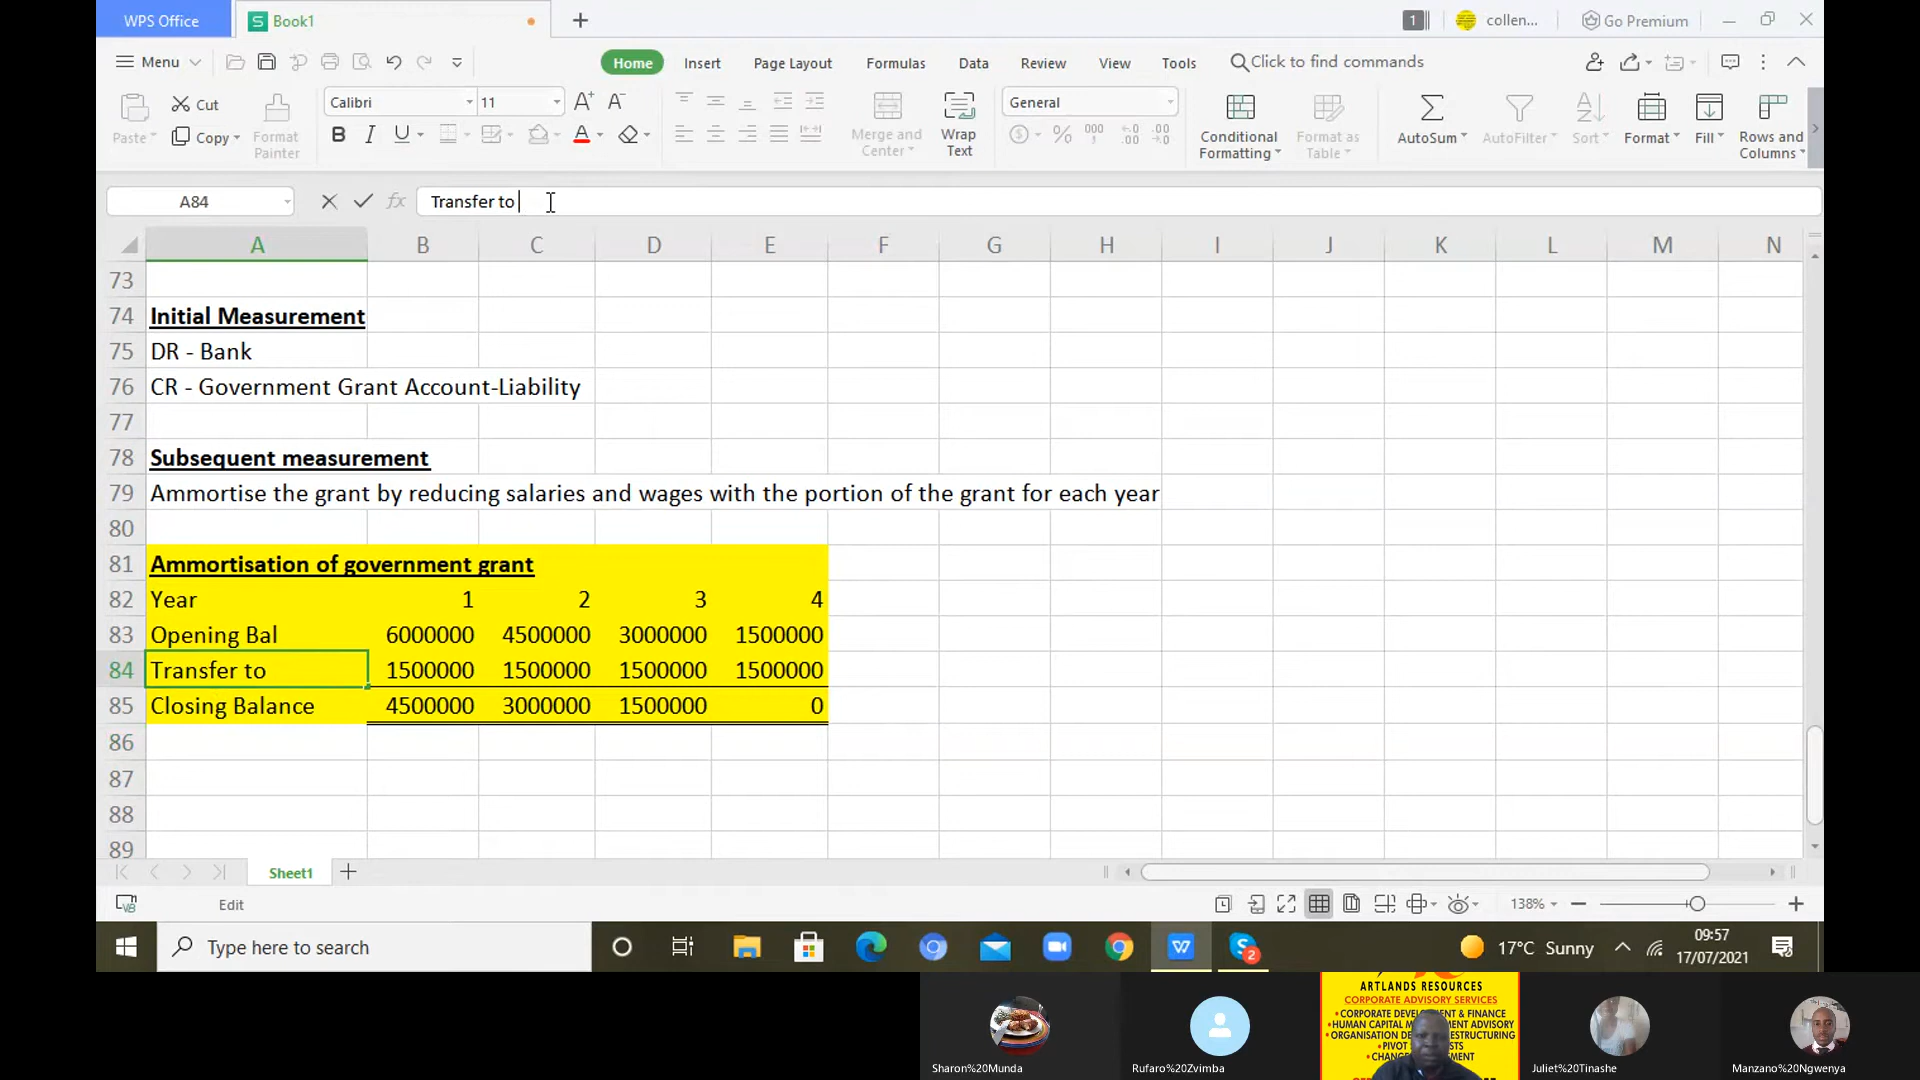 WPS Office
S Book1
1
collen...
Go Premium
Menu
Home
Insert
Page Layout
Formulas
Data
Review
View
Tools
Click to find commands
Paste
Cut
Copy
Format
Painter
Calibri
11
B I U A
Merge and
Center
Wrap
Text
General
Conditional
Formatting
Format as
Table
AutoSum
AutoFilter
Sort
Format
Fill
Rows and
Columns
A84
fx
Transfer to
A B C D E F G H I J K L M N
73
74 Initial Measurement
75 DR - Bank
76 CR - Government Grant Account-Liability
77
78 Subsequent measurement
79 Ammortise the grant by reducing salaries and wages with the portion of the grant for each year
80
81 Ammortisation of government grant
82 Year 1 2 3 4
83 Opening Bal 6000000 4500000 3000000 1500000
84 Transfer to 1500000 1500000 1500000 1500000
85 Closing Balance 4500000 3000000 1500000 0
86
87
88
89
Sheet1
Edit
138%
Type here to search
2
17°C Sunny
09:57
17/07/2021
ARTLANDS RESOURCES
CORPORATE ADVISORY SERVICES
Sharon%20Munda
Rufaro%20Zvimba
Juliet%20Tinashe
Manzano%20Ngwenya